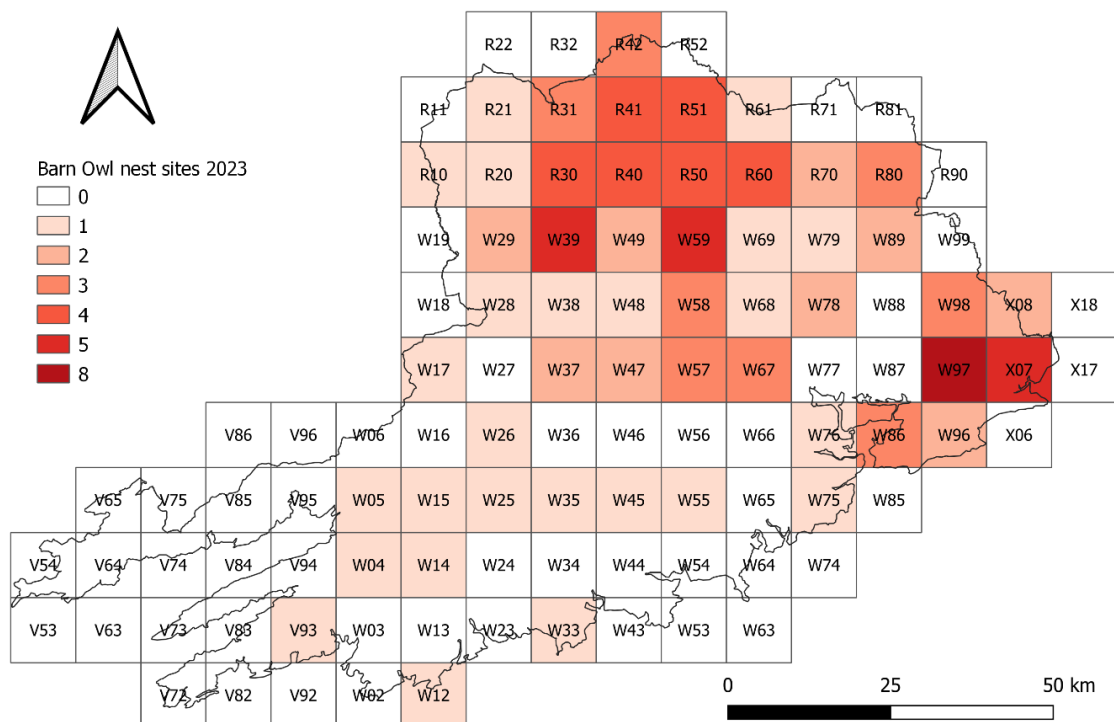 R22 R32 R42 R52
R11 R21 R31 R41 R51 R61 R71 R81
Barn Owl nest sites 2023
0
1
2
3
4
5
8
R10 R20 R30 R40 R50 R60 R70 R80 R90
W19 W29 W39 W49 W59 W69 W79 W89 W99
W18 W28 W38 W48 W58 W68 W78 W88 W98 X08 X18
W17 W27 W37 W47 W57 W67 W77 W87 W97 X07 X17
V86 V96 W06 W16 W26 W36 W46 W56 W66 W76 W86 W96 X06
V65 V75 V85 V95 W05 W15 W25 W35 W45 W55 W65 W75 W85
V54 V64 V74 V84 V94 W04 W14 W24 W34 W44 W54 W64 W74
V53 V63 V73 V83 V93 W03 W13 W23 W33 W43 W53 W63
V72 V82 V92 W02 W12
0 25 50 km